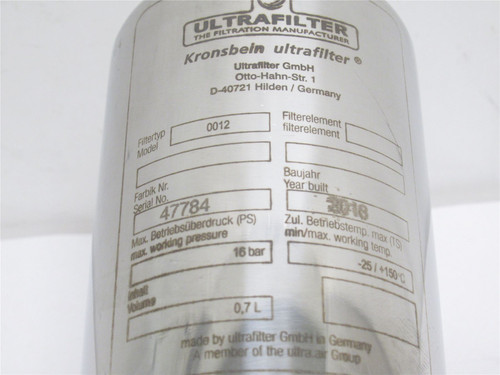 ULTRAFILTER
THE FILTRATION MANUFACTURER
Kronsbein ultrafilter ®
Ultrafilter GmbH
Otto-Hahn-Str. 1
D-40721 Hilden / Germany
Filtertyp
Model
0012
Filterelement
filterelement
Farbik Nr.
Serial No.
47784
Baujahr
Year built
2016
Max. Betriebsüberdruck (PS)
max. working pressure
16 bar
Zul. Betriebstemp. max (TS)
min/max. working temp.
-25 / +150°C
Inhalt
Volume
0,7 L
made by ultrafilter GmbH in Germany
A member of the ultra.air Group